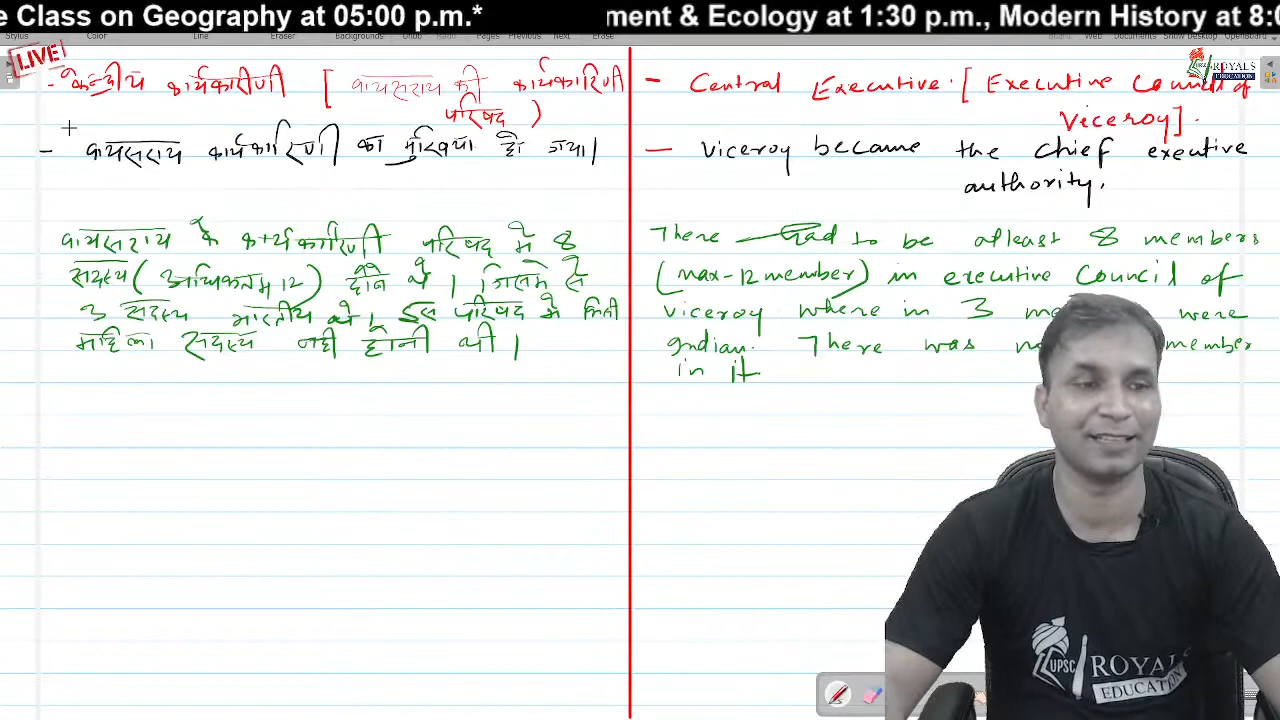 e Class on Geography at 05:00 p.m.*
ment & Ecology at 1:30 p.m., Modern History at 8:0
LIVE
ROYALS
EDUCATION
- केन्द्रीय कार्यकारीणी [ वायसराय की कार्यकारिणी
परिषद )
- वायसराय कार्यकारिणी का मुखिया हो गया।
वायसराय के कार्यकारिणी परिषद में 8
सदस्य (अधिकतम 12) होने थे । जिसमे से
3 सदस्य भारतीय थे। इस परिषद में किसी
महिला सदस्य नही होनी थी ।
- Central Executive. [Executive Council of
Viceroy].
- Viceroy became the chief exeutive
authority.
There had to be atleast 8 members
(max-12 member) in executive Council of
viceroy where in 3 were
Indian. There was member
in it
UPSC ROYALS
EDUCATION